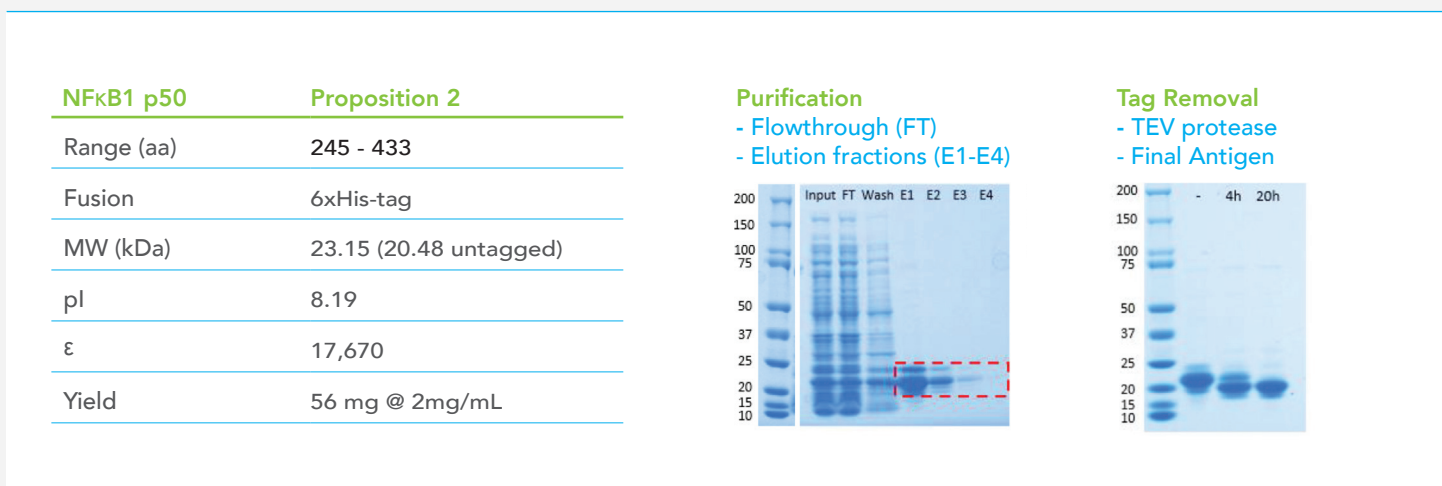 NFκB1 p50 Proposition 2
Range (aa) 245 - 433
Fusion 6xHis-tag
MW (kDa) 23.15 (20.48 untagged)
pI 8.19
ε 17,670
Yield 56 mg @ 2mg/mL
Purification
- Flowthrough (FT)
- Elution fractions (E1-E4)
Input FT Wash E1 E2 E3 E4
200
150
100
75
50
37
25
20
15
10
Tag Removal
- TEV protease
- Final Antigen
- 4h 20h
200
150
100
75
50
37
25
20
15
10